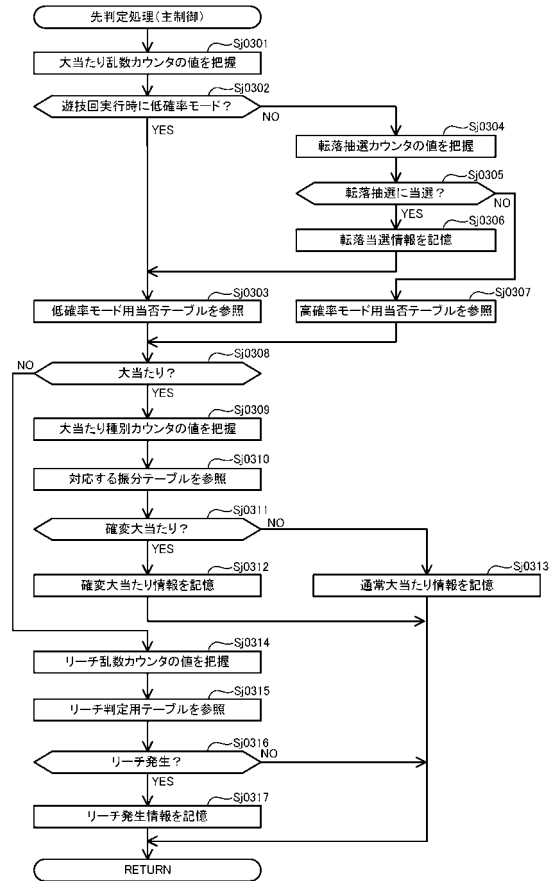 先判定処理(主制御)
Sj0301
大当たり乱数カウンタの値を把握
Sj0302
遊技回実行時に低確率モード?
NO
YES
Sj0304
転落抽選カウンタの値を把握
Sj0305
転落抽選に当選?
NO
YES
Sj0306
転落当選情報を記憶
Sj0303
低確率モード用当否テーブルを参照
Sj0307
高確率モード用当否テーブルを参照
Sj0308
NO
大当たり?
YES
Sj0309
大当たり種別カウンタの値を把握
Sj0310
対応する振分テーブルを参照
Sj0311
確変大当たり?
NO
YES
Sj0312
確変大当たり情報を記憶
Sj0313
通常大当たり情報を記憶
Sj0314
リーチ乱数カウンタの値を把握
Sj0315
リーチ判定用テーブルを参照
Sj0316
リーチ発生?
NO
YES
Sj0317
リーチ発生情報を記憶
RETURN